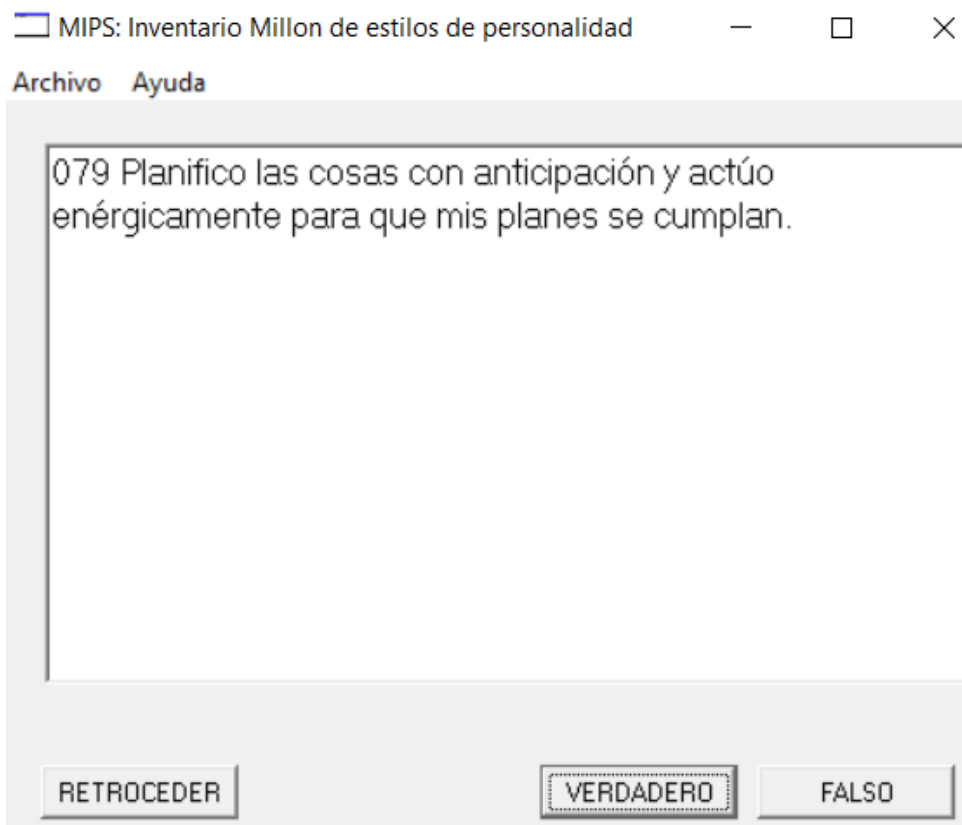 MIPS: Inventario Millon de estilos de personalidad
Archivo Ayuda
079 Planifico las cosas con anticipación y actúo
enérgicamente para que mis planes se cumplan.
RETROCEDER VERDADERO FALSO